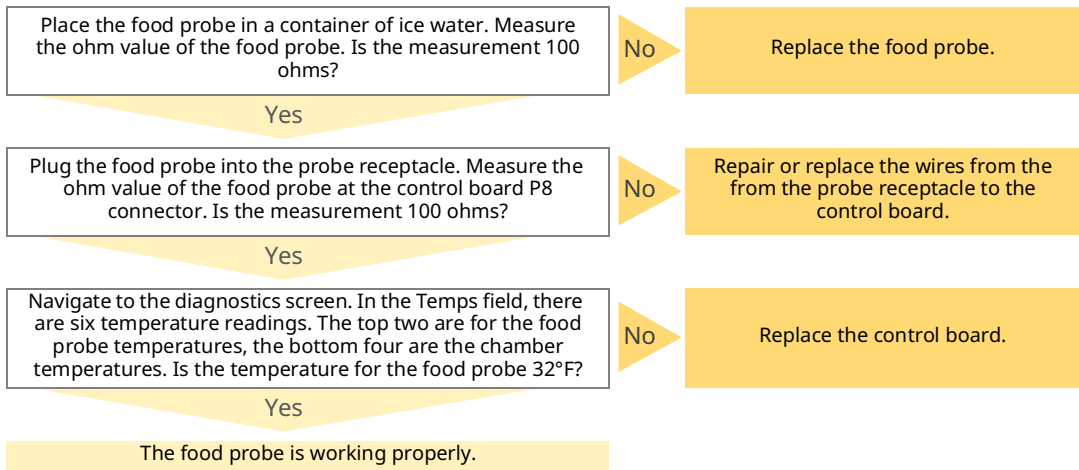 Place the food probe in a container of ice water. Measure
the ohm value of the food probe. Is the measurement 100
ohms?
No
Replace the food probe.
Yes
Plug the food probe into the probe receptacle. Measure the
ohm value of the food probe at the control board P8
connector. Is the measurement 100 ohms?
No
Repair or replace the wires from the
from the probe receptacle to the
control board.
Yes
Navigate to the diagnostics screen. In the Temps field, there
are six temperature readings. The top two are for the food
probe temperatures, the bottom four are the chamber
temperatures. Is the temperature for the food probe 32°F?
No
Replace the control board.
Yes
The food probe is working properly.